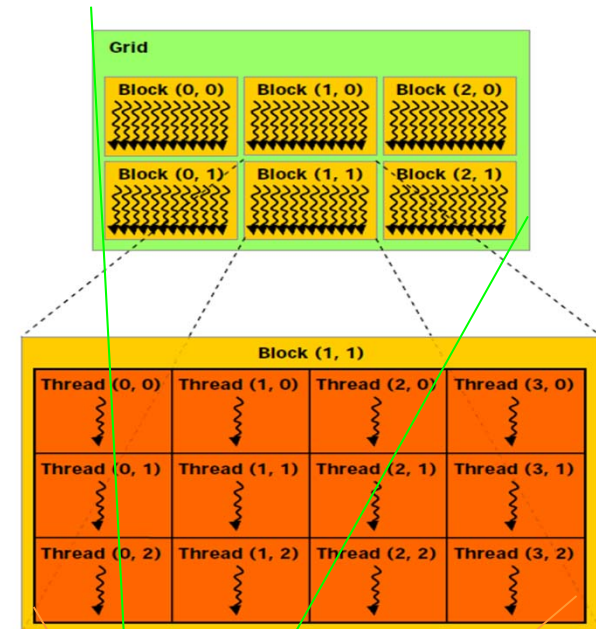 Grid
Block (0, 0) Block (1, 0) Block (2, 0)
Block (0, 1) Block (1, 1) Block (2, 1)
Block (1, 1)
Thread (0, 0) Thread (1, 0) Thread (2, 0) Thread (3, 0)
Thread (0, 1) Thread (1, 1) Thread (2, 1) Thread (3, 1)
Thread (0, 2) Thread (1, 2) Thread (2, 2) Thread (3, 2)